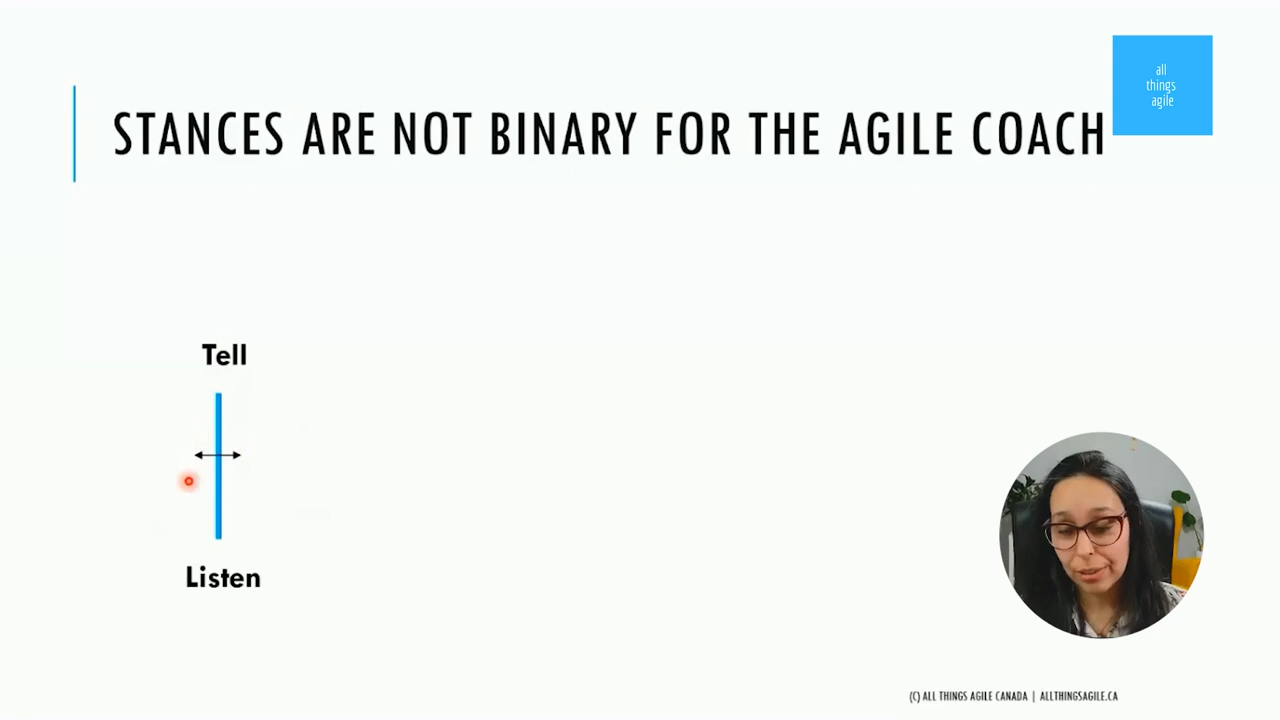 all
things
agile
STANCES ARE NOT BINARY FOR THE AGILE COACH
Tell
Listen
(C) ALL THINGS AGILE CANADA | ALLTHINGSAGILE.CA